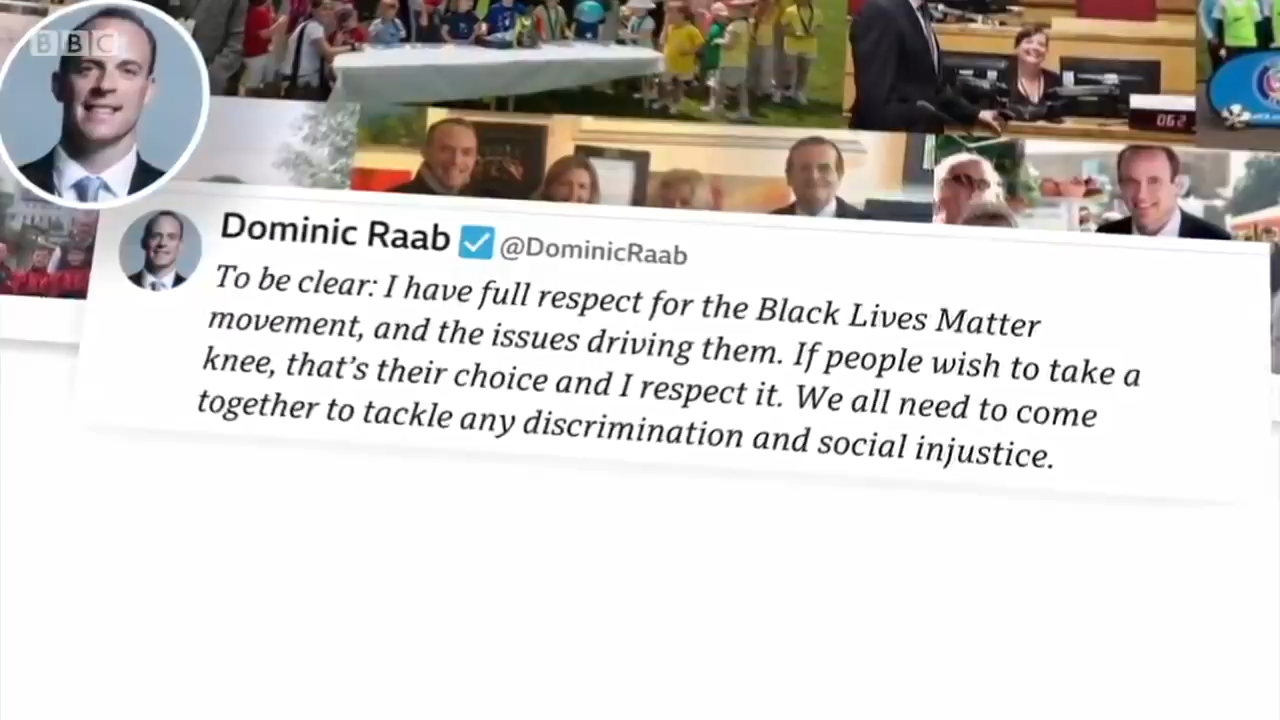 BBC
062
Dominic Raab @DominicRaab
To be clear: I have full respect for the Black Lives Matter
movement, and the issues driving them. If people wish to take a
knee, that’s their choice and I respect it. We all need to come
together to tackle any discrimination and social injustice.